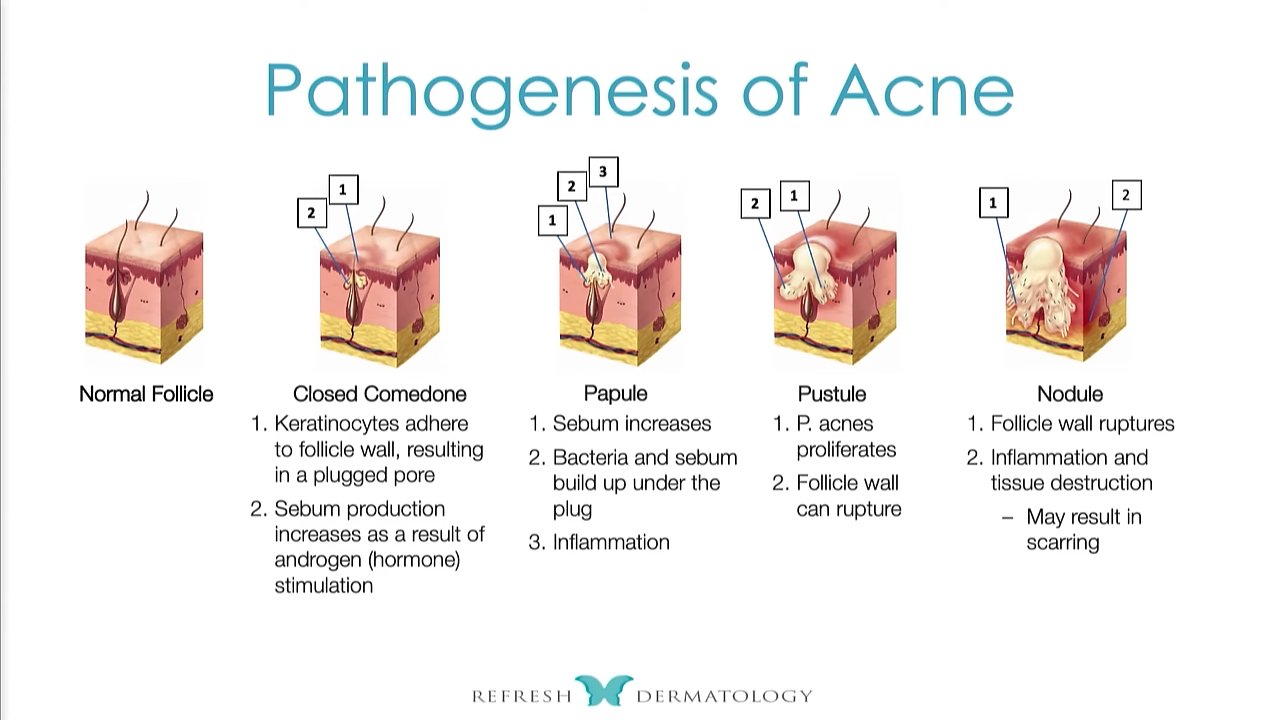 Pathogenesis of Acne
1
2
1
2
3
2
1
1
2
Normal Follicle
Closed Comedone
1. Keratinocytes adhere
to follicle wall, resulting
in a plugged pore
2. Sebum production
increases as a result of
androgen (hormone)
stimulation
Papule
1. Sebum increases
2. Bacteria and sebum
build up under the
plug
3. Inflammation
Pustule
1. P. acnes
proliferates
2. Follicle wall
can rupture
Nodule
1. Follicle wall ruptures
2. Inflammation and
tissue destruction
– May result in
scarring
REFRESH DERMATOLOGY